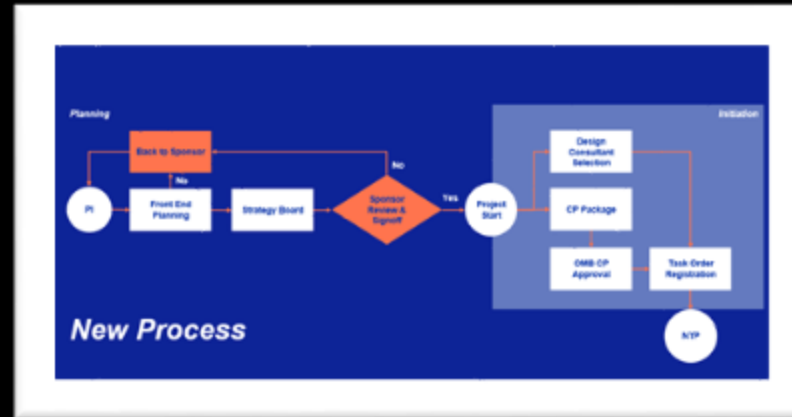 Planning
Initiation
Back to Sponsor
No
No
Design
Consultant
Selection
PI
Front End
Planning
Strategy Board
Sponsor
Review &
Signoff
Yes
Project
Start
CP Package
OMB CP
Approval
Task Order
Registration
New Process
NTP